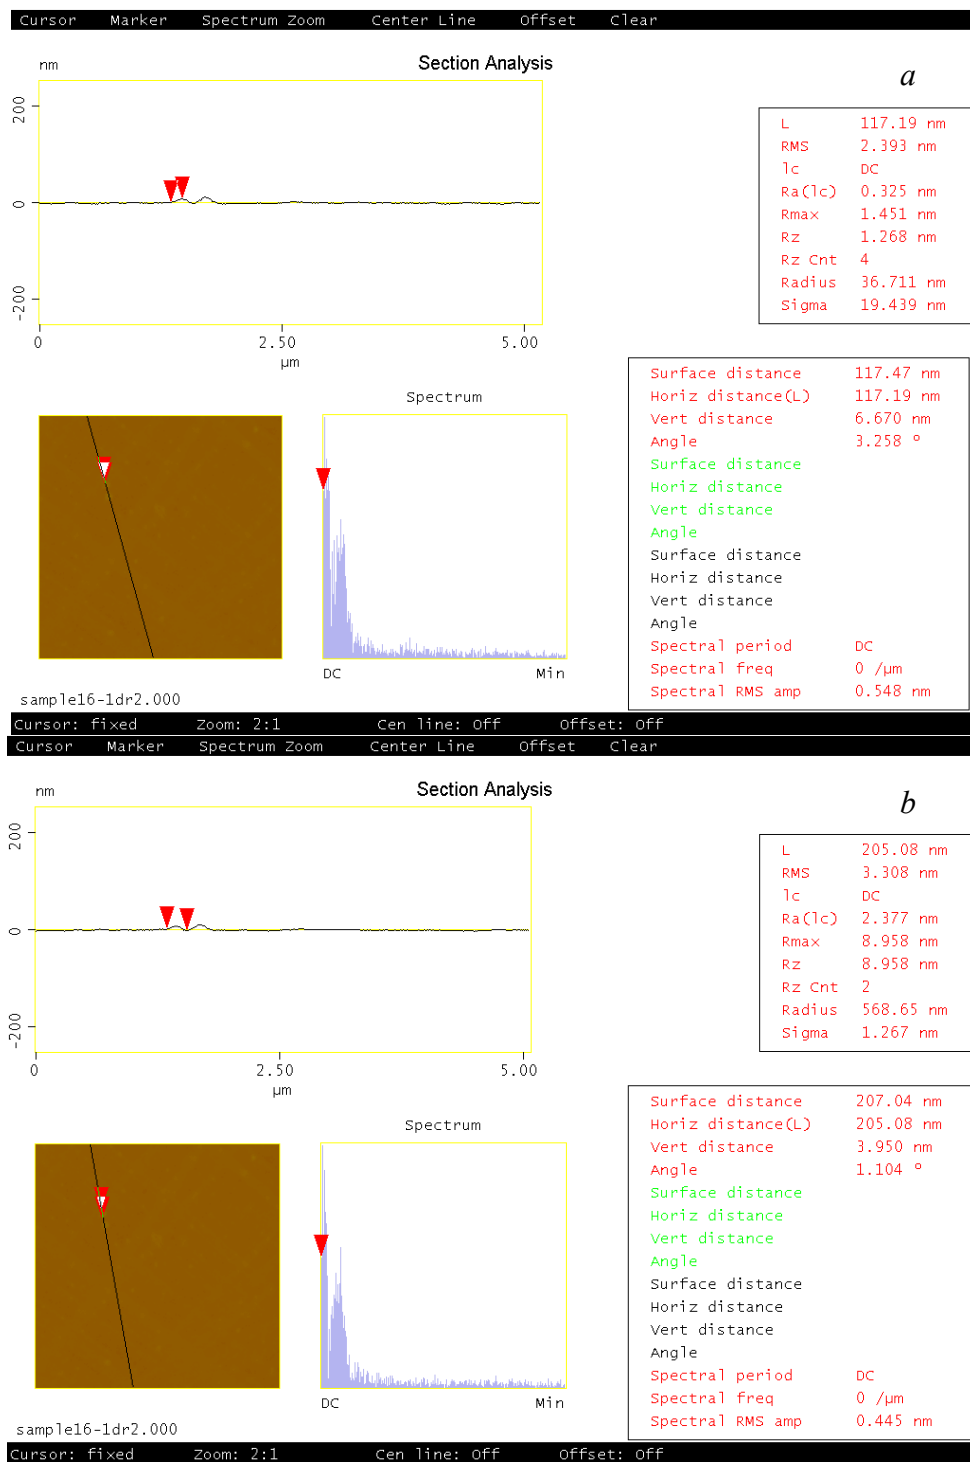 Cursor Marker Spectrum Zoom Center Line Offset Clear
nm Section Analysis
a
200
0
-200
0 2.50 5.00
µm
L 117.19 nm
RMS 2.393 nm
lc DC
Ra(lc) 0.325 nm
Rmax 1.451 nm
Rz 1.268 nm
Rz Cnt 4
Radius 36.711 nm
Sigma 19.439 nm
Spectrum
DC Min
Surface distance 117.47 nm
Horiz distance(L) 117.19 nm
Vert distance 6.670 nm
Angle 3.258 º
Surface distance
Horiz distance
Vert distance
Angle
Surface distance
Horiz distance
Vert distance
Angle
Spectral period DC
Spectral freq 0 /µm
Spectral RMS amp 0.548 nm
sample16-1dr2.000
Cursor: fixed Zoom: 2:1 Cen line: Off Offset: Off
Cursor Marker Spectrum Zoom Center Line Offset Clear
nm Section Analysis
b
200
0
-200
0 2.50 5.00
µm
L 205.08 nm
RMS 3.308 nm
lc DC
Ra(lc) 2.377 nm
Rmax 8.958 nm
Rz 8.958 nm
Rz Cnt 2
Radius 568.65 nm
Sigma 1.267 nm
Spectrum
DC Min
Surface distance 207.04 nm
Horiz distance(L) 205.08 nm
Vert distance 3.950 nm
Angle 1.104 º
Surface distance
Horiz distance
Vert distance
Angle
Surface distance
Horiz distance
Vert distance
Angle
Spectral period DC
Spectral freq 0 /µm
Spectral RMS amp 0.445 nm
sample16-1dr2.000
Cursor: fixed Zoom: 2:1 Cen line: Off Offset: Off